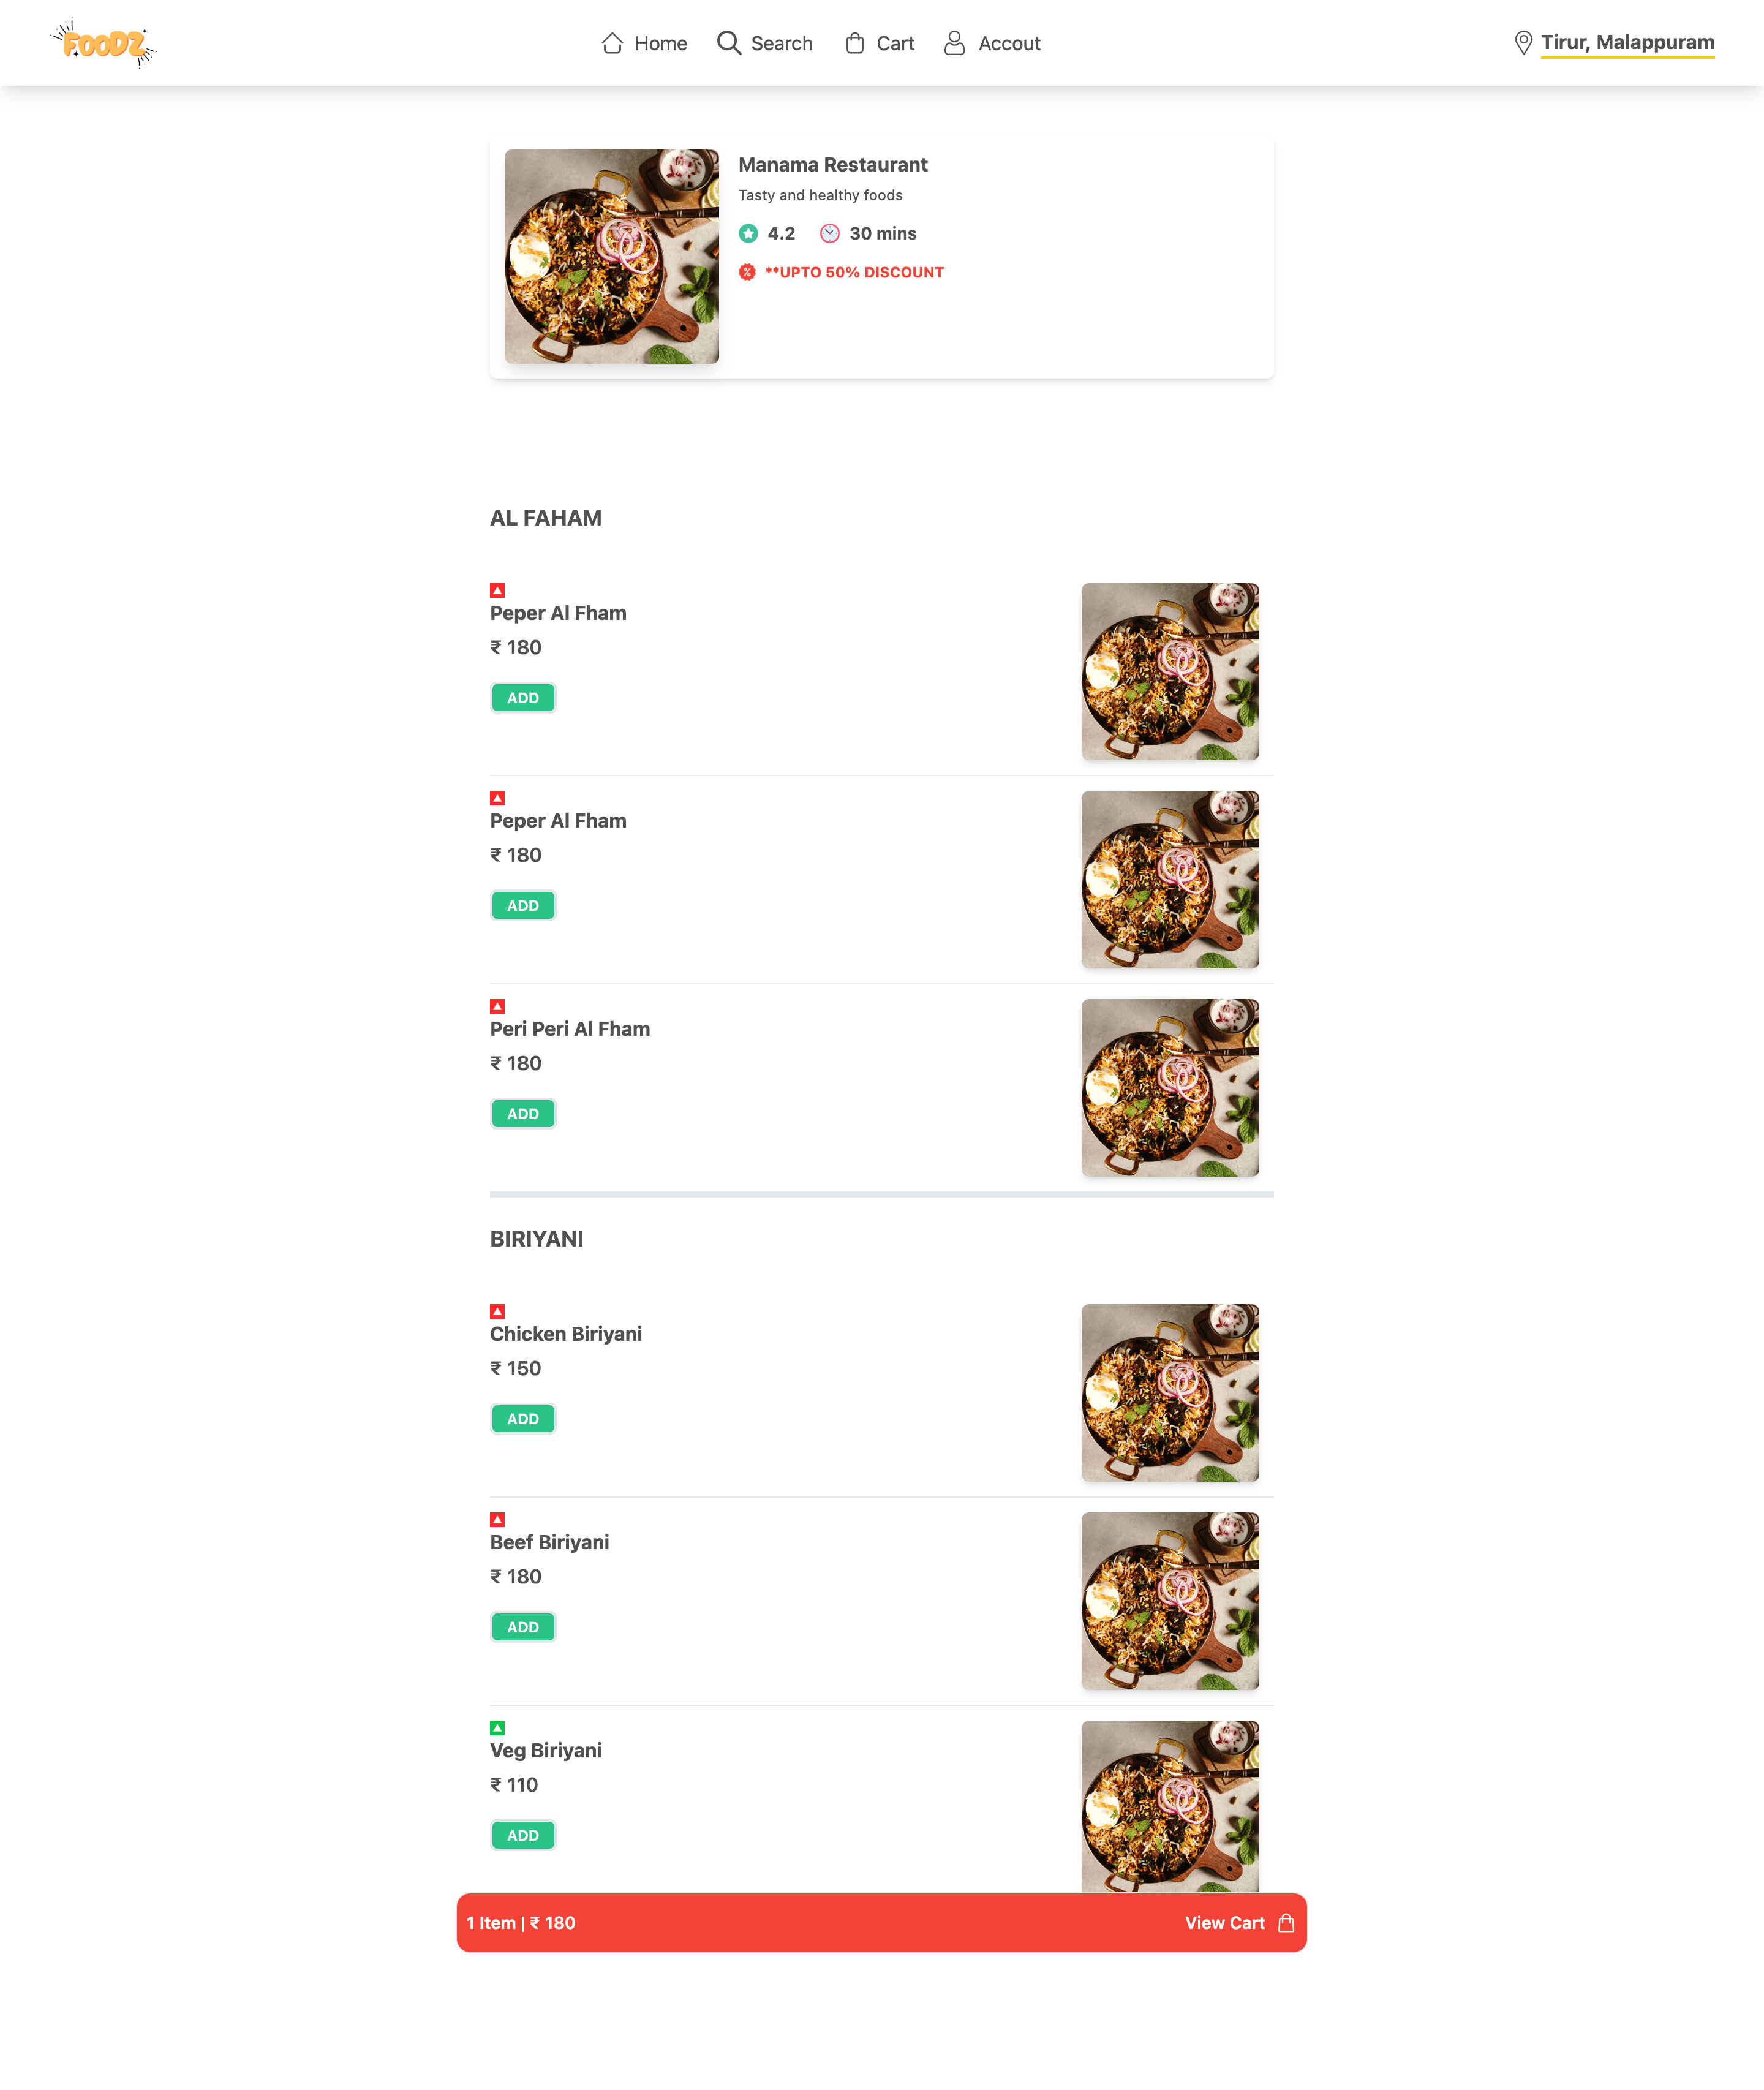 FOODZ
Home Search Cart Accout
Tirur, Malappuram
Manama Restaurant
Tasty and healthy foods
4.2 30 mins
**UPTO 50% DISCOUNT
AL FAHAM
Peper Al Fham
₹ 180
ADD
Peper Al Fham
₹ 180
ADD
Peri Peri Al Fham
₹ 180
ADD
BIRIYANI
Chicken Biriyani
₹ 150
ADD
Beef Biriyani
₹ 180
ADD
Veg Biriyani
₹ 110
ADD
1 Item | ₹ 180
View Cart